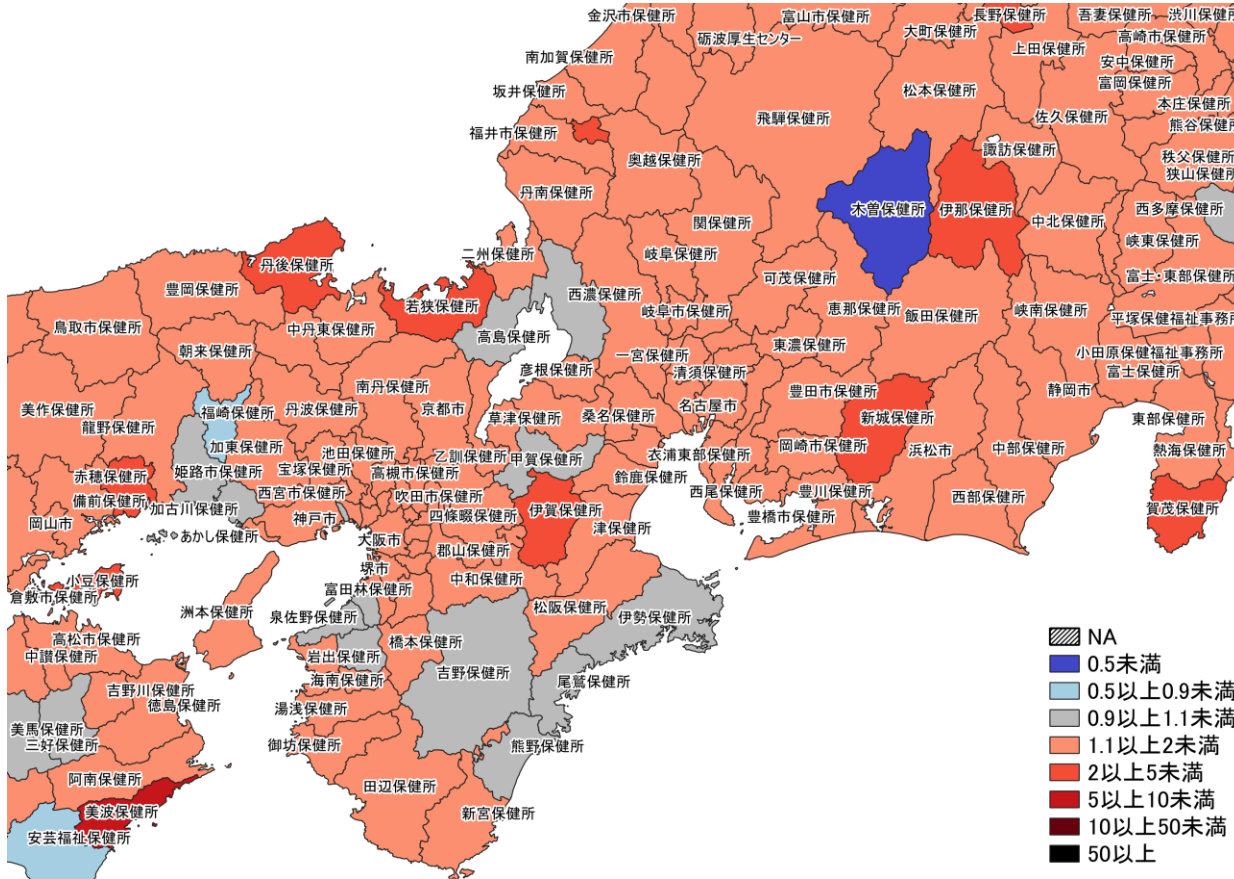 金沢市保健所
富山市保健所
長野保健所
吾妻保健所
渋川保健所
砺波厚生センター
大町保健所
高崎市保健所
南加賀保健所
上田保健所
安中保健所
富岡保健所
坂井保健所
松本保健所
本庄保健所
飛騨保健所
佐久保健所
熊谷保健所
福井市保健所
奥越保健所
諏訪保健所
秩父保健所
狭山保健所
丹南保健所
木曽保健所
伊那保健所
中北保健所
西多摩保健所
関保健所
峡東保健所
二州保健所
岐阜保健所
丹後保健所
可茂保健所
富士・東部保健所
豊岡保健所
西濃保健所
若狭保健所
岐阜市保健所
恵那保健所
飯田保健所
峡南保健所
平塚保健福祉事務所
鳥取市保健所
中丹東保健所
高島保健所
東濃保健所
朝来保健所
一宮保健所
小田原保健福祉事務所
彦根保健所
清須保健所
富士保健所
南丹保健所
豊田市保健所
静岡市
美作保健所
福崎保健所
丹波保健所
京都市
草津保健所
桑名保健所
名古屋市
新城保健所
東部保健所
龍野保健所
加東保健所
池田保健所
乙訓保健所
甲賀保健所
衣浦東部保健所
岡崎市保健所
浜松市
中部保健所
熱海保健所
赤穂保健所
姫路市保健所
宝塚保健所
高槻市保健所
鈴鹿保健所
備前保健所
西宮市保健所
吹田市保健所
西尾保健所
豊川保健所
西部保健所
加古川保健所
神戸市
四條畷保健所
伊賀保健所
豊橋市保健所
賀茂保健所
岡山市
あかし保健所
大阪市
郡山保健所
津保健所
小豆保健所
堺市
中和保健所
倉敷市保健所
富田林保健所
洲本保健所
泉佐野保健所
松阪保健所
伊勢保健所
高松市保健所
橋本保健所
中讃保健所
岩出保健所
吉野保健所
海南保健所
尾鷲保健所
吉野川保健所
徳島保健所
湯浅保健所
美馬保健所
三好保健所
御坊保健所
熊野保健所
阿南保健所
田辺保健所
美波保健所
新宮保健所
安芸福祉保健所
NA
0.5未満
0.5以上0.9未満
0.9以上1.1未満
1.1以上2未満
2以上5未満
5以上10未満
10以上50未満
50以上